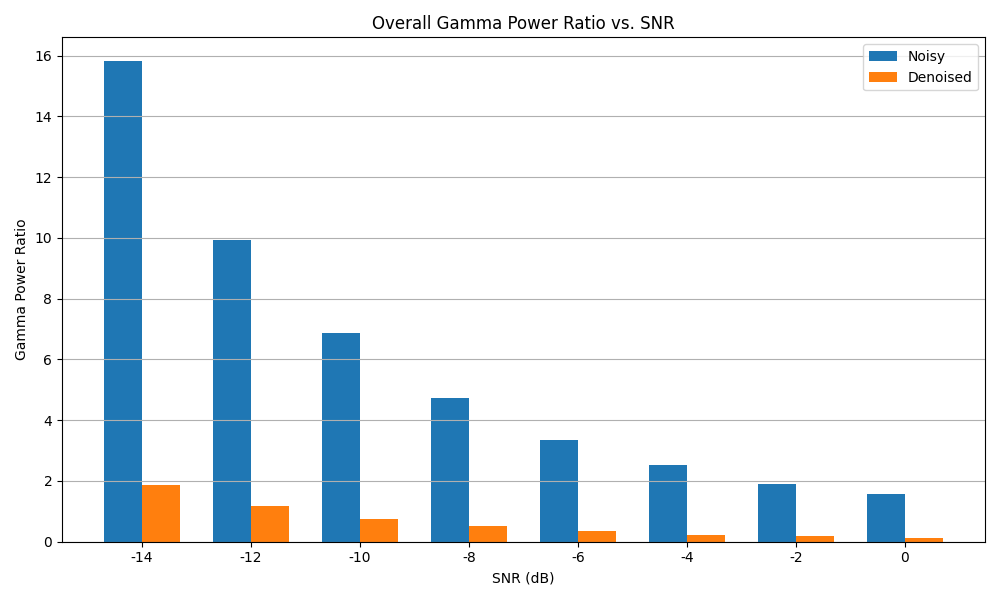 Overall Gamma Power Ratio vs. SNR
Noisy
Denoised
Gamma Power Ratio
16
14
12
10
8
6
4
2
0
-14 -12 -10 -8 -6 -4 -2 0
SNR (dB)